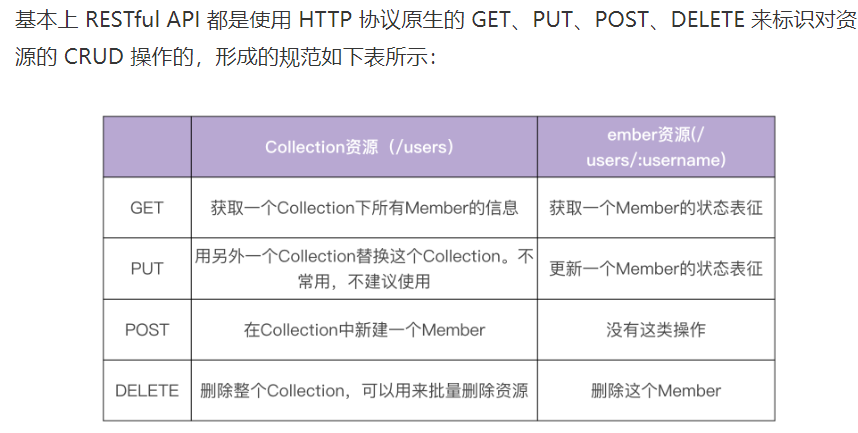 基本上 RESTful API 都是使用 HTTP 协议原生的 GET、PUT、POST、DELETE 来标识对资
源的 CRUD 操作的，形成的规范如下表所示：
Collection资源（/users）
ember资源(/
users/:username)
GET
获取一个Collection下所有Member的信息
获取一个Member的状态表征
PUT
用另外一个Collection替换这个Collection。不
常用，不建议使用
更新一个Member的状态表征
POST
在Collection中新建一个Member
没有这类操作
DELETE
删除整个Collection，可以用来批量删除资源
删除这个Member